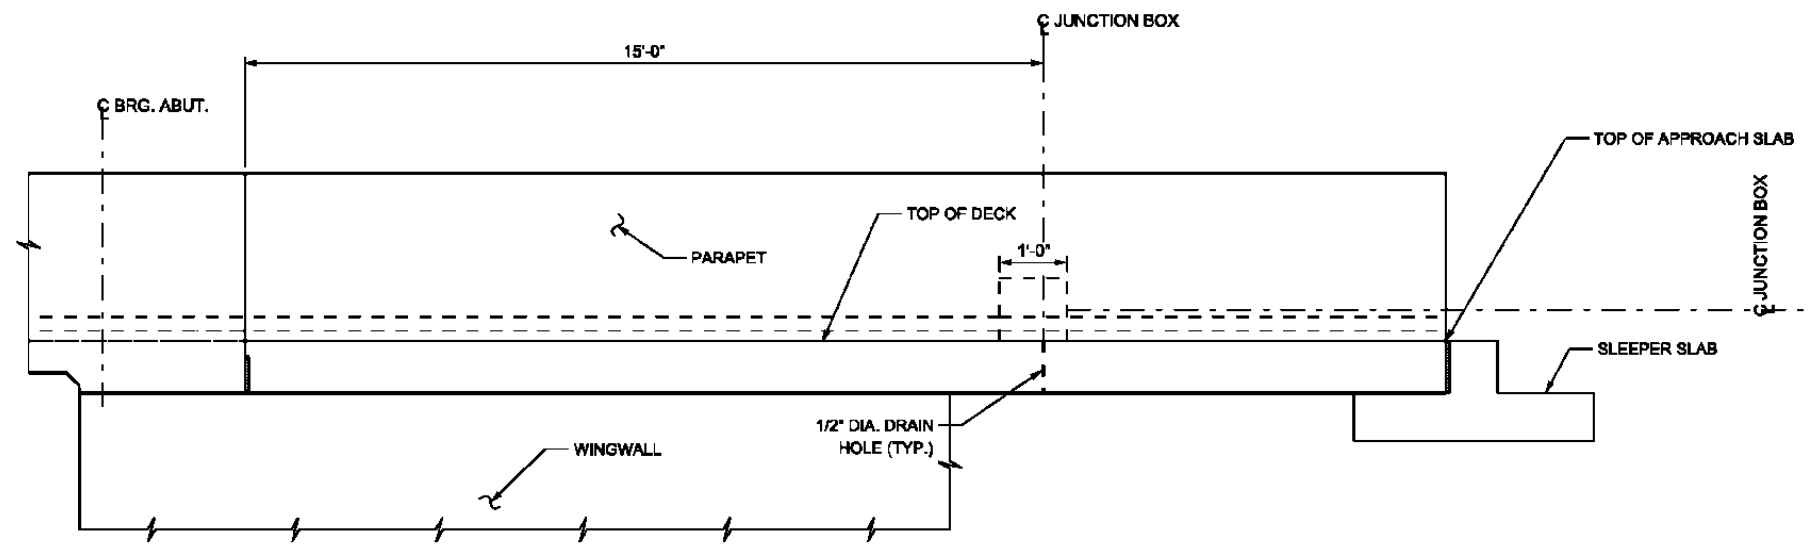 ℄ JUNCTION BOX
15'-0"
℄ BRG. ABUT.
TOP OF APPROACH SLAB
TOP OF DECK
PARAPET
1'-0"
℄ JUNCTION BOX
SLEEPER SLAB
1/2" DIA. DRAIN
HOLE (TYP.)
WINGWALL